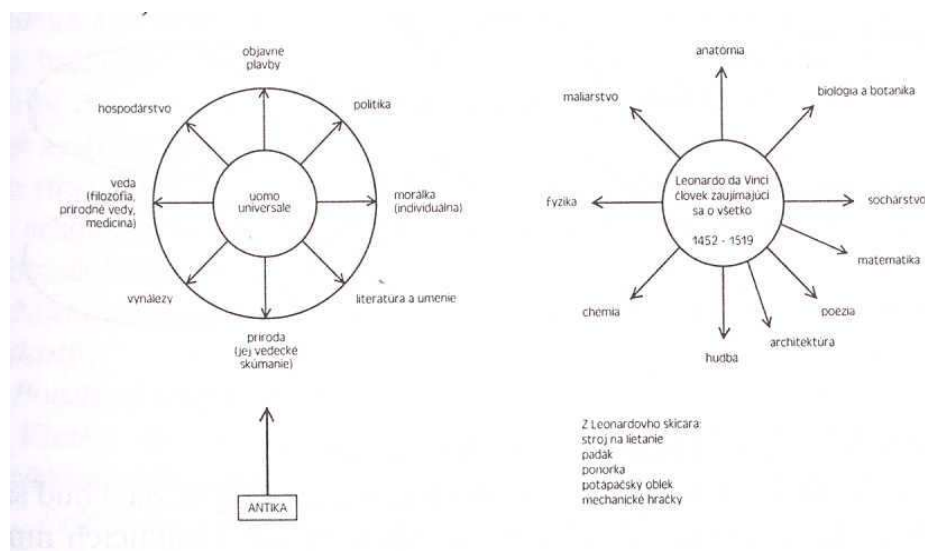 objavné
plavby
hospodárstvo
politika
veda
(filozofia,
prírodné vedy,
medicína)
uomo
universale
morálka
(individuálna)
vynálezy
literatúra a umenie
príroda
(jej vedecké
skúmanie)
ANTIKA
anatómia
maliarstvo
biológia a botanika
fyzika
Leonardo da Vinci
človek zaujímajúci
sa o všetko
1452 - 1519
sochárstvo
matematika
chémia
poézia
architektúra
hudba
Z Leonardovho skicára:
stroj na lietanie
padák
ponorka
potápačský oblek
mechanické hračky